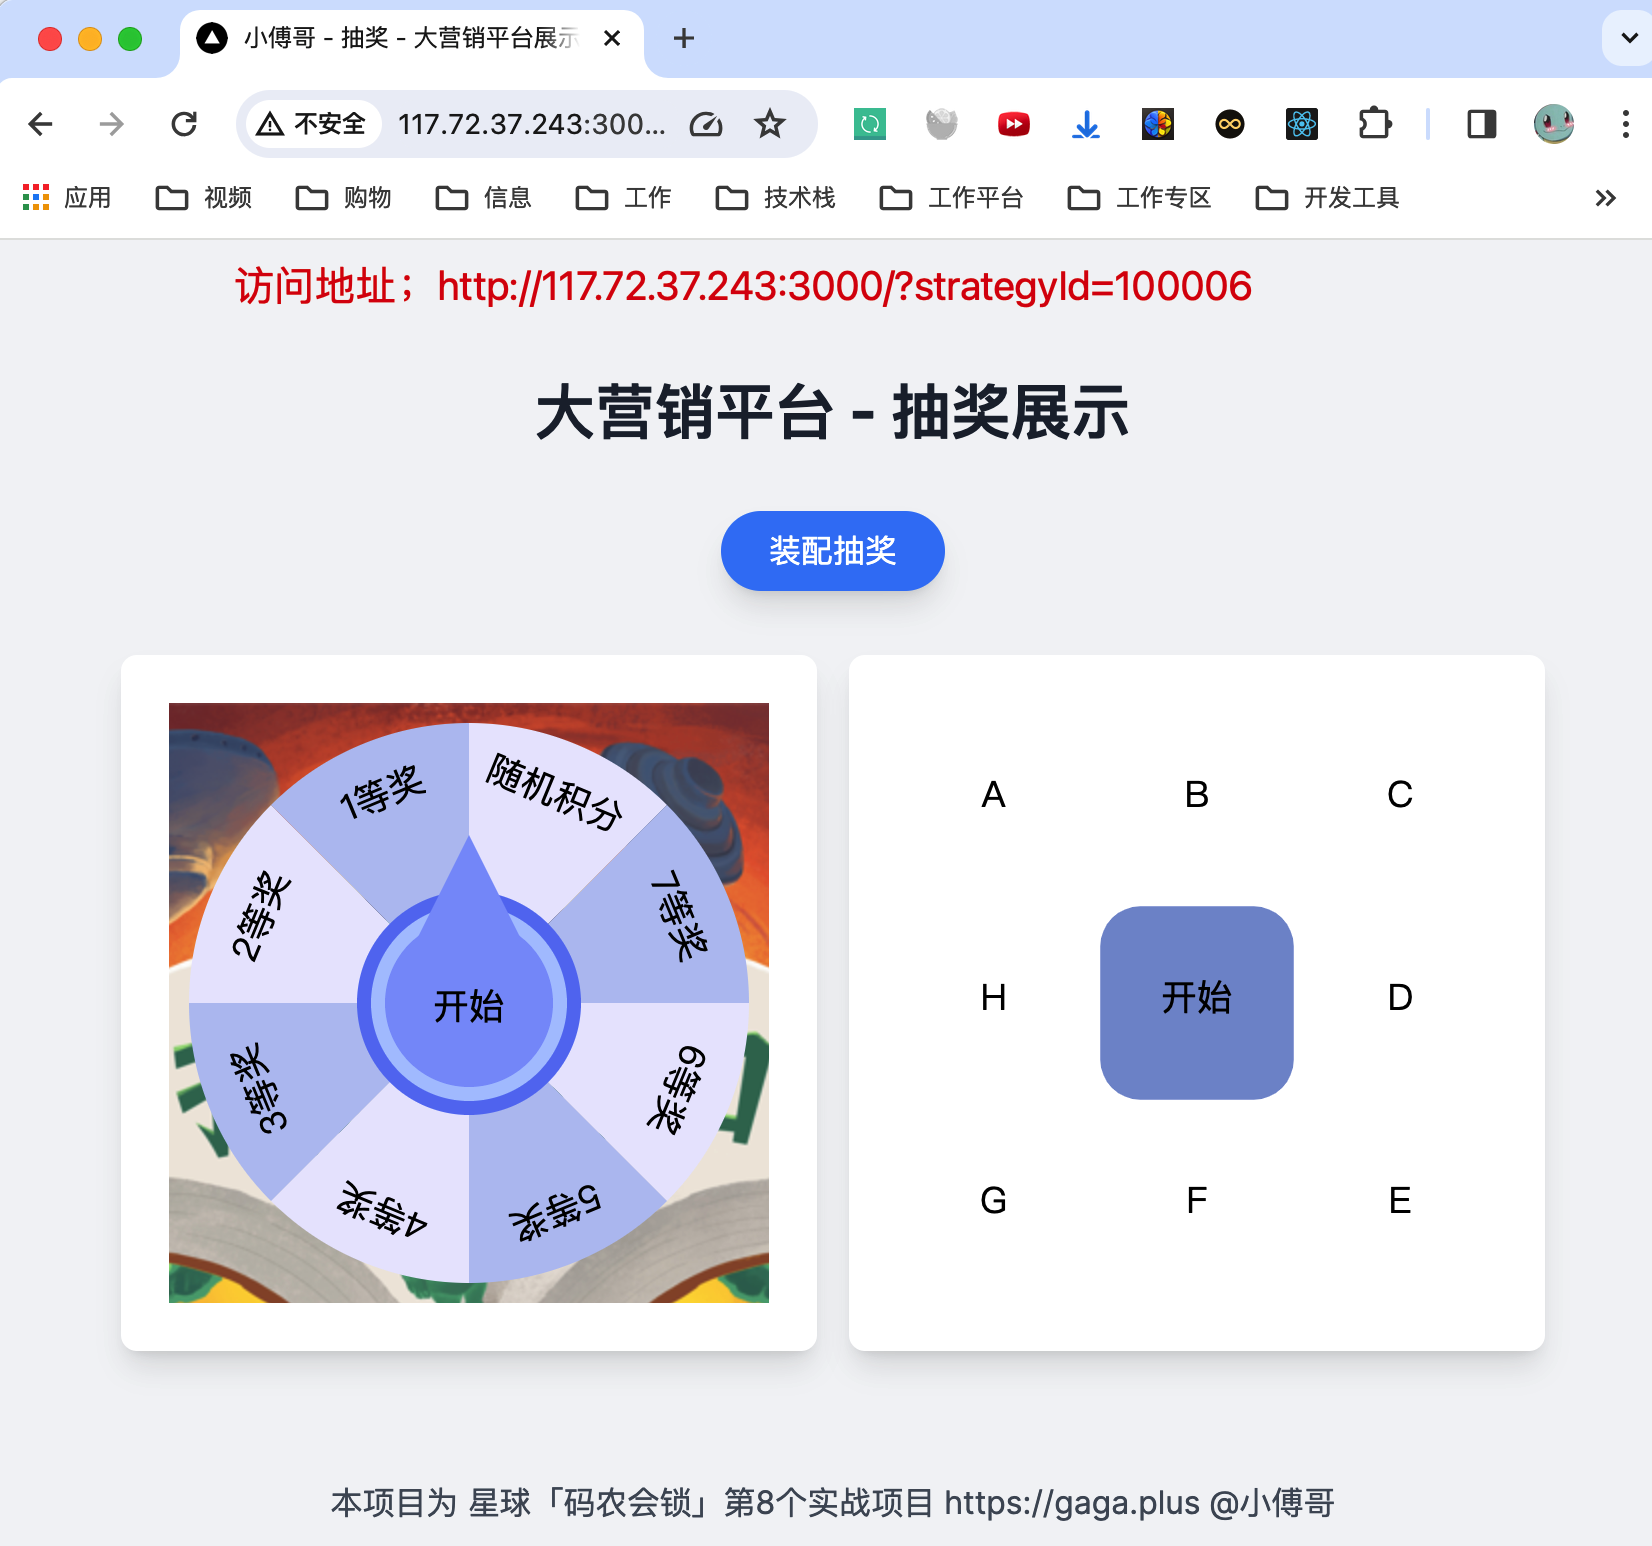 小傅哥 - 抽奖 - 大营销平台展示
不安全 117.72.37.243:300...
应用 视频 购物 信息 工作 技术栈 工作平台 工作专区 开发工具
访问地址；http://117.72.37.243:3000/?strategyId=100006
大营销平台 - 抽奖展示
装配抽奖
随机积分
7等奖
6等奖
5等奖
4等奖
3等奖
2等奖
1等奖
开始
A B C
H 开始 D
G F E
本项目为 星球「码农会锁」第8个实战项目 https://gaga.plus @小傅哥